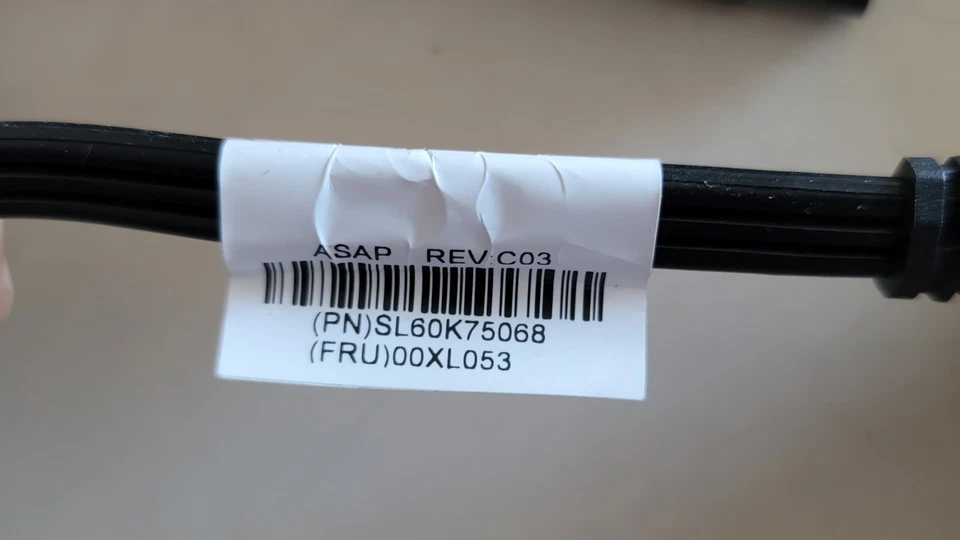 ASAP REV:C03
(PN)SL60K75068
(FRU)00XL053